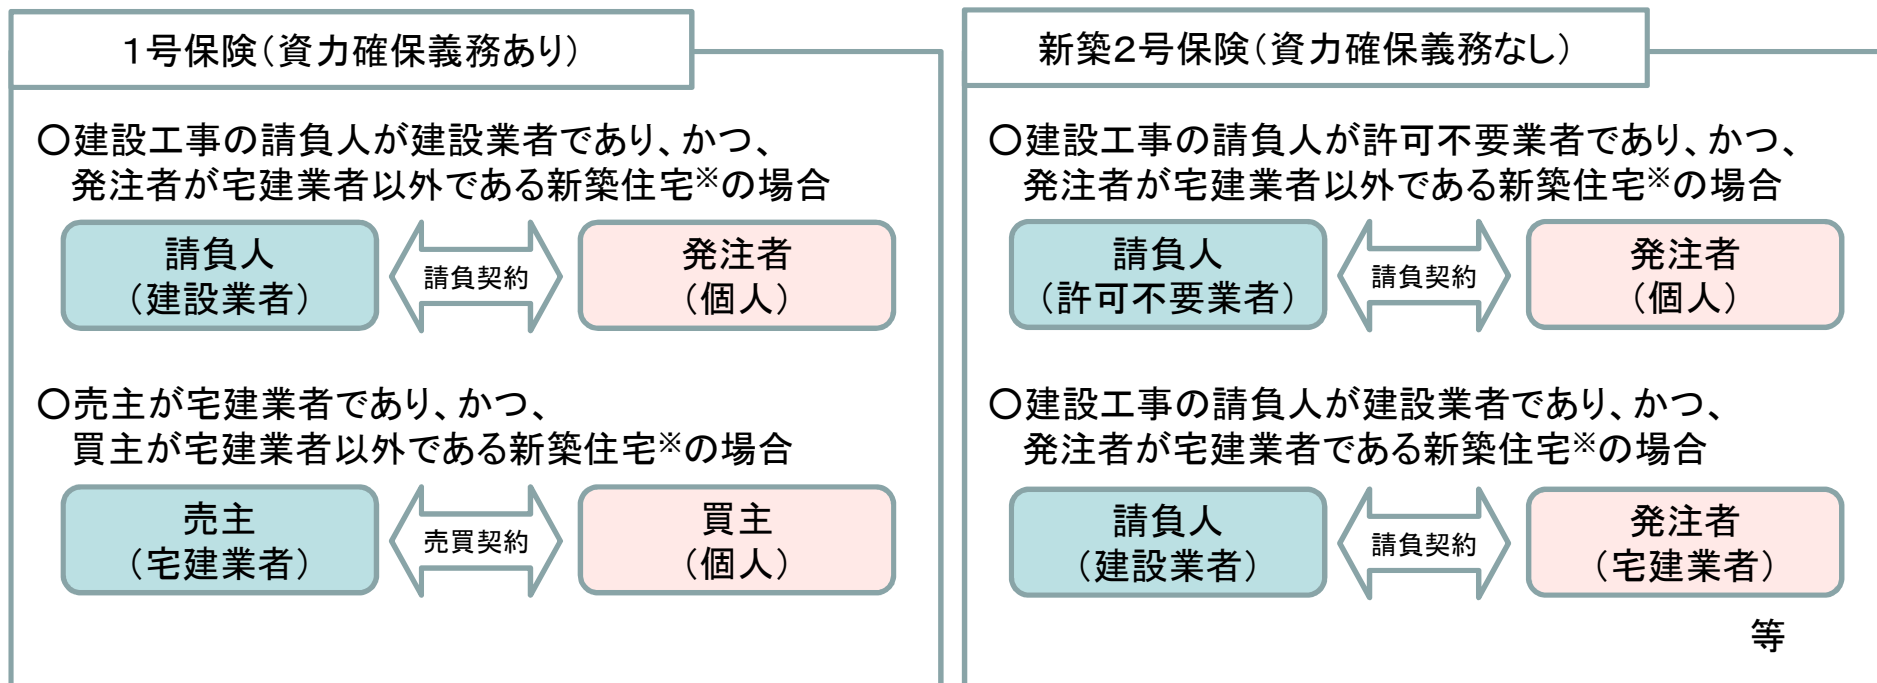 １号保険（資力確保義務あり）
〇建設工事の請負人が建設業者であり、かつ、
発注者が宅建業者以外である新築住宅※の場合
請負人
（建設業者）
請負契約
発注者
（個人）
〇売主が宅建業者であり、かつ、
買主が宅建業者以外である新築住宅※の場合
売主
（宅建業者）
売買契約
買主
（個人）
新築２号保険（資力確保義務なし）
〇建設工事の請負人が許可不要業者であり、かつ、
発注者が宅建業者以外である新築住宅※の場合
請負人
（許可不要業者）
請負契約
発注者
（個人）
〇建設工事の請負人が建設業者であり、かつ、
発注者が宅建業者である新築住宅※の場合
請負人
（建設業者）
請負契約
発注者
（宅建業者）
等